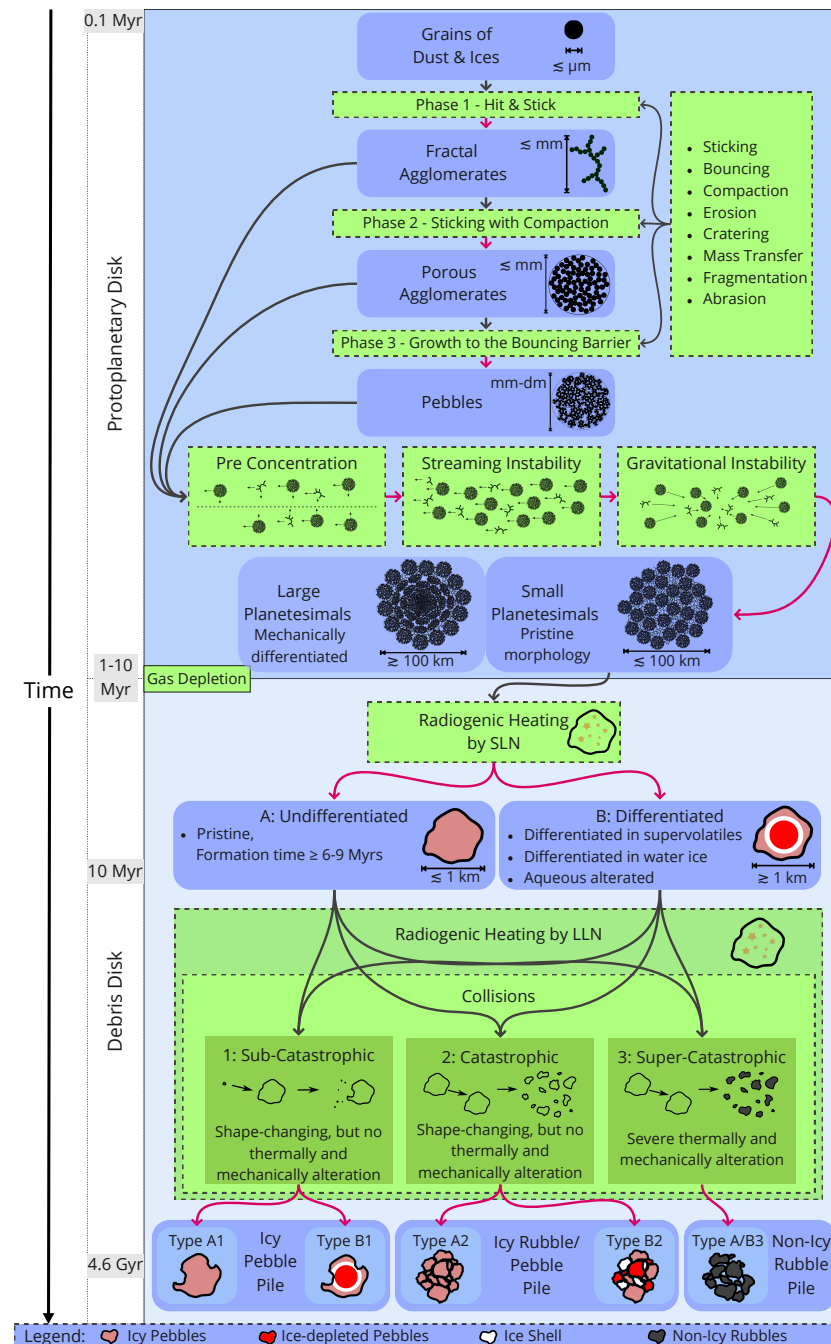 0.1 Myr
Grains of
Dust & Ices
≲ µm
Phase 1 - Hit & Stick
Fractal
Agglomerates
≲ mm
Phase 2 - Sticking with Compaction
Porous
Agglomerates
≲ mm
Phase 3 - Growth to the Bouncing Barrier
Pebbles
mm-dm
• Sticking
• Bouncing
• Compaction
• Erosion
• Cratering
• Mass Transfer
• Fragmentation
• Abrasion
Protoplanetary Disk
Pre Concentration
Streaming Instability
Gravitational Instability
Large
Planetesimals
Mechanically
differentiated
≳ 100 km
Small
Planetesimals
Pristine
morphology
≲ 100 km
Time
1-10
Myr
Gas Depletion
Radiogenic Heating
by SLN
A: Undifferentiated
• Pristine,
Formation time ≥ 6-9 Myrs
≲ 1 km
B: Differentiated
• Differentiated in supervolatiles
• Differentiated in water ice
• Aqueous alterated
≳ 1 km
10 Myr
Debris Disk
Radiogenic Heating by LLN
Collisions
1: Sub-Catastrophic
Shape-changing, but no
thermally and
mechanically alteration
2: Catastrophic
Shape-changing, but no
thermally and
mechanically alteration
3: Super-Catastrophic
Severe thermally and
mechanically alteration
4.6 Gyr
Type A1
Icy
Pebble
Pile
Type B1
Type A2
Icy Rubble/
Pebble
Pile
Type B2
Type A/B3
Non-Icy
Rubble
Pile
Legend:
Icy Pebbles
Ice-depleted Pebbles
Ice Shell
Non-Icy Rubbles